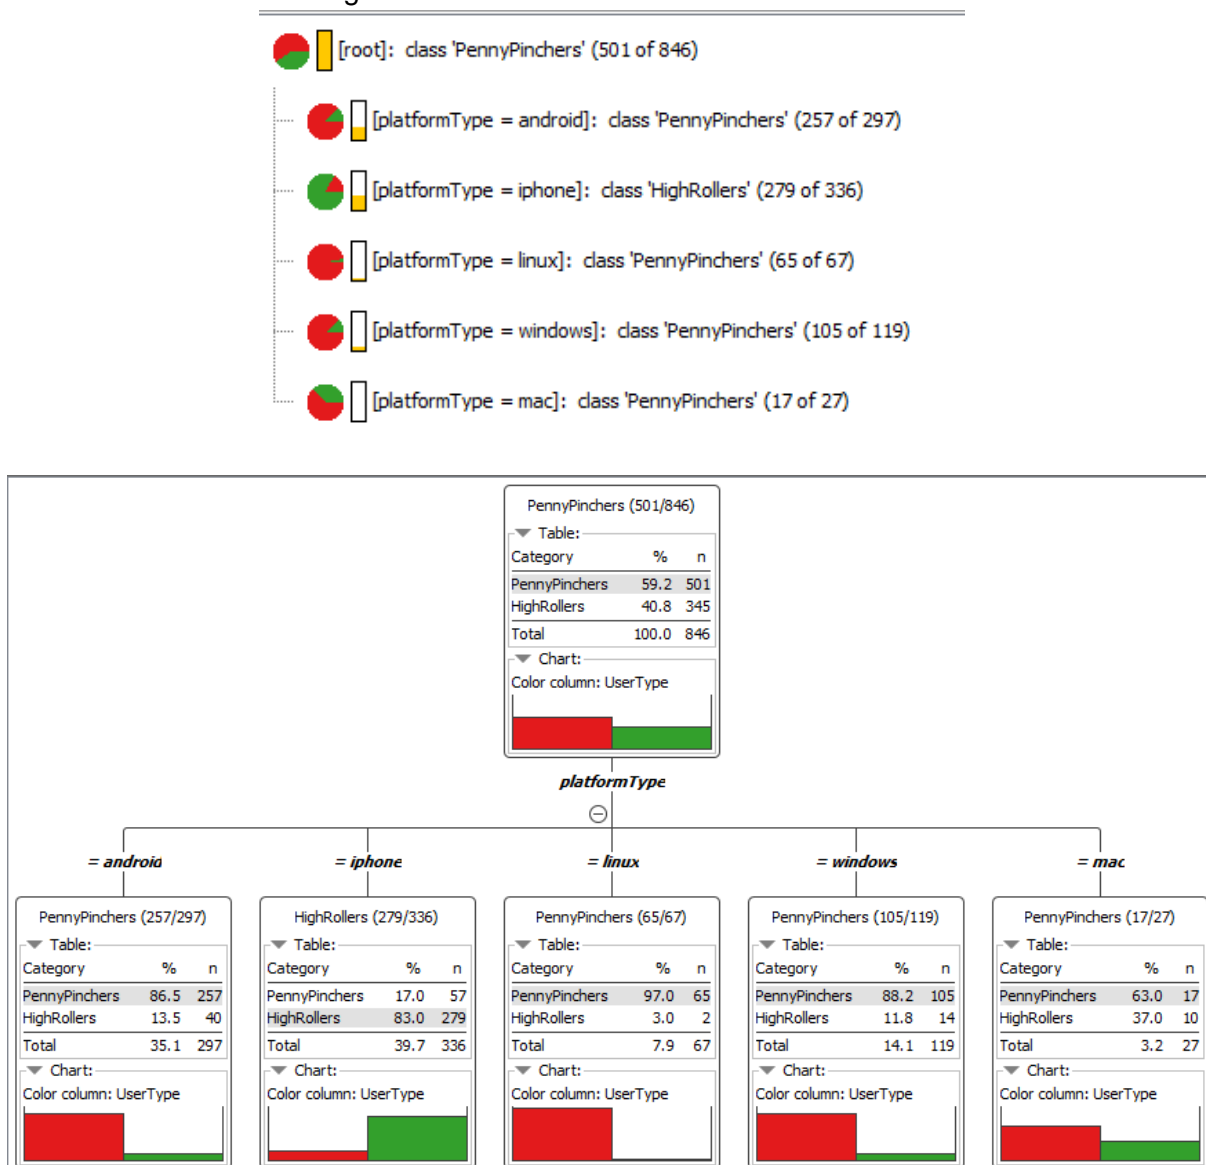 [root]: class 'PennyPinchers' (501 of 846)
[platformType = android]: class 'PennyPinchers' (257 of 297)
[platformType = iphone]: class 'HighRollers' (279 of 336)
[platformType = linux]: class 'PennyPinchers' (65 of 67)
[platformType = windows]: class 'PennyPinchers' (105 of 119)
[platformType = mac]: class 'PennyPinchers' (17 of 27)
PennyPinchers (501/846)
Table:
Category % n
PennyPinchers 59.2 501
HighRollers 40.8 345
Total 100.0 846
Chart:
Color column: UserType
platformType
= android
PennyPinchers (257/297)
Table:
Category % n
PennyPinchers 86.5 257
HighRollers 13.5 40
Total 35.1 297
Chart:
Color column: UserType
= iphone
HighRollers (279/336)
Table:
Category % n
PennyPinchers 17.0 57
HighRollers 83.0 279
Total 39.7 336
Chart:
Color column: UserType
= linux
PennyPinchers (65/67)
Table:
Category % n
PennyPinchers 97.0 65
HighRollers 3.0 2
Total 7.9 67
Chart:
Color column: UserType
= windows
PennyPinchers (105/119)
Table:
Category % n
PennyPinchers 88.2 105
HighRollers 11.8 14
Total 14.1 119
Chart:
Color column: UserType
= mac
PennyPinchers (17/27)
Table:
Category % n
PennyPinchers 63.0 17
HighRollers 37.0 10
Total 3.2 27
Chart:
Color column: UserType